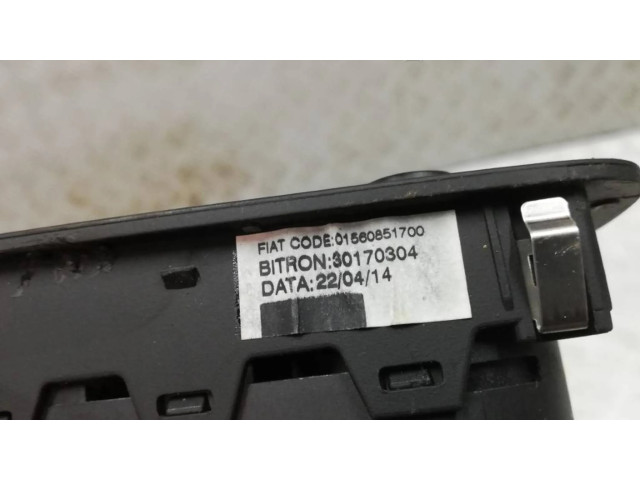 FIAT CODE:01560851700
BITRON:30170304
DATA:22/04/14